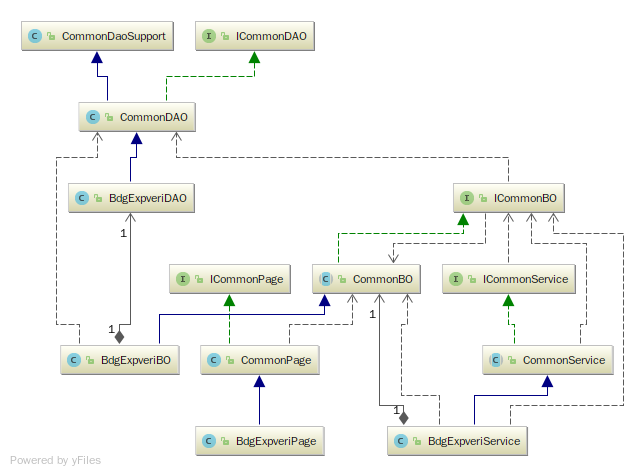 C CommonDaoSupport
I ICommonDAO
C CommonDAO
C BdgExpveriDAO
I ICommonBO
1
I ICommonPage
C CommonBO
I ICommonService
1
1
C BdgExpveriBO
C CommonPage
C CommonService
1
C BdgExpveriPage
C BdgExpveriService
Powered by yFiles